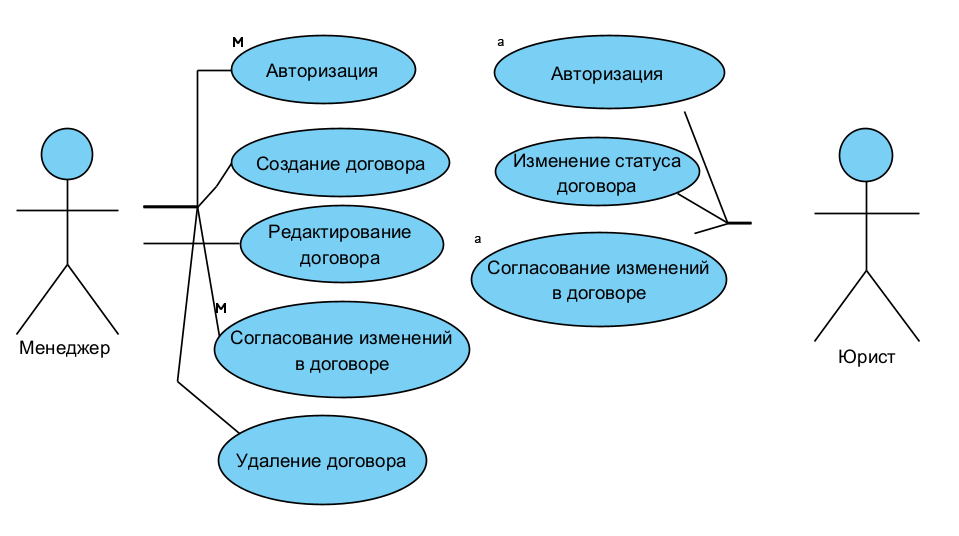 м
Авторизация
Создание договора
Редактирование
договора
м
Согласование изменений
в договоре
Удаление договора
Менеджер
а
Авторизация
Изменение статуса
договора
а
Согласование изменений
в договоре
Юрист